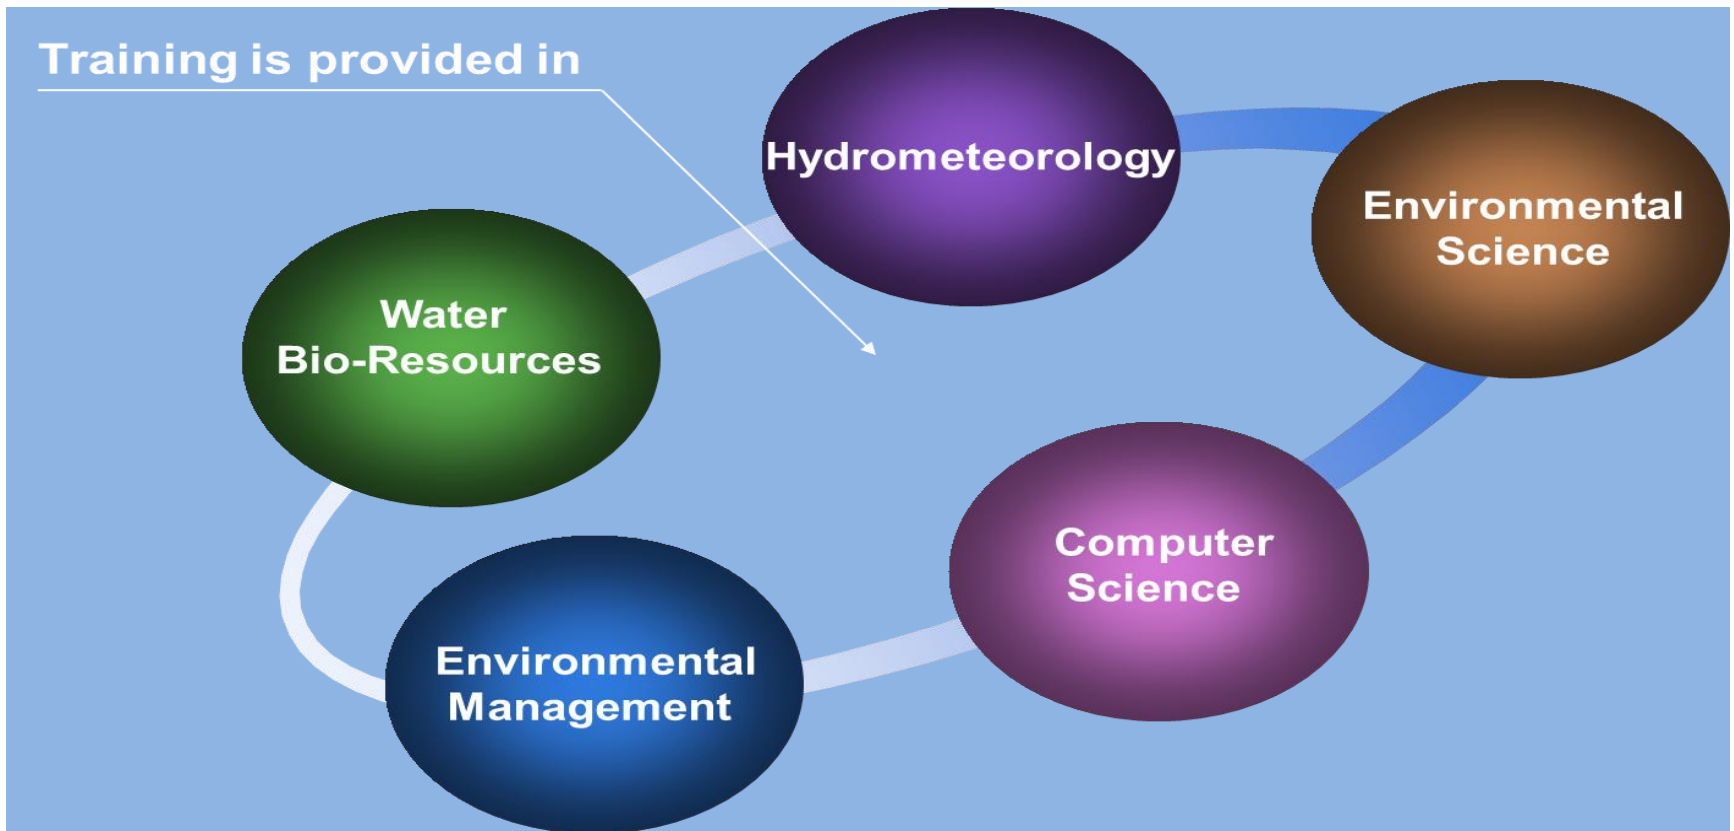 Training is provided in
Hydrometeorology
Environmental
Science
Water
Bio-Resources
Computer
Science
Environmental
Management